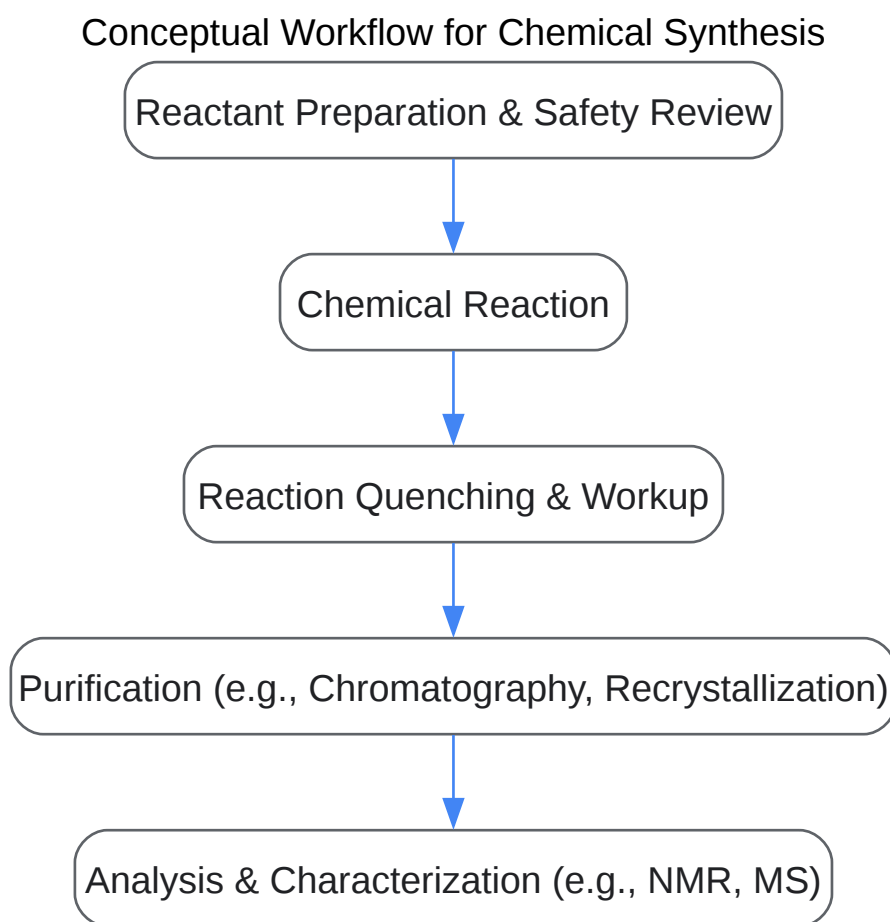 Conceptual Workflow for Chemical Synthesis
Reactant Preparation & Safety Review
Chemical Reaction
Reaction Quenching & Workup
Purification (e.g., Chromatography, Recrystallization)
Analysis & Characterization (e.g., NMR, MS)